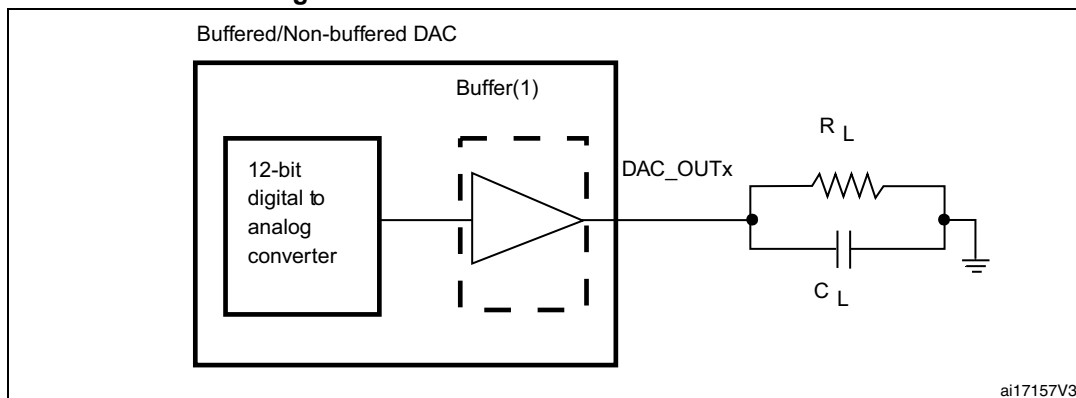 Buffered/Non-buffered DAC
Buffer(1)
12-bit
digital to
analog
converter
DAC_OUTx
R L
C L
ai17157V3